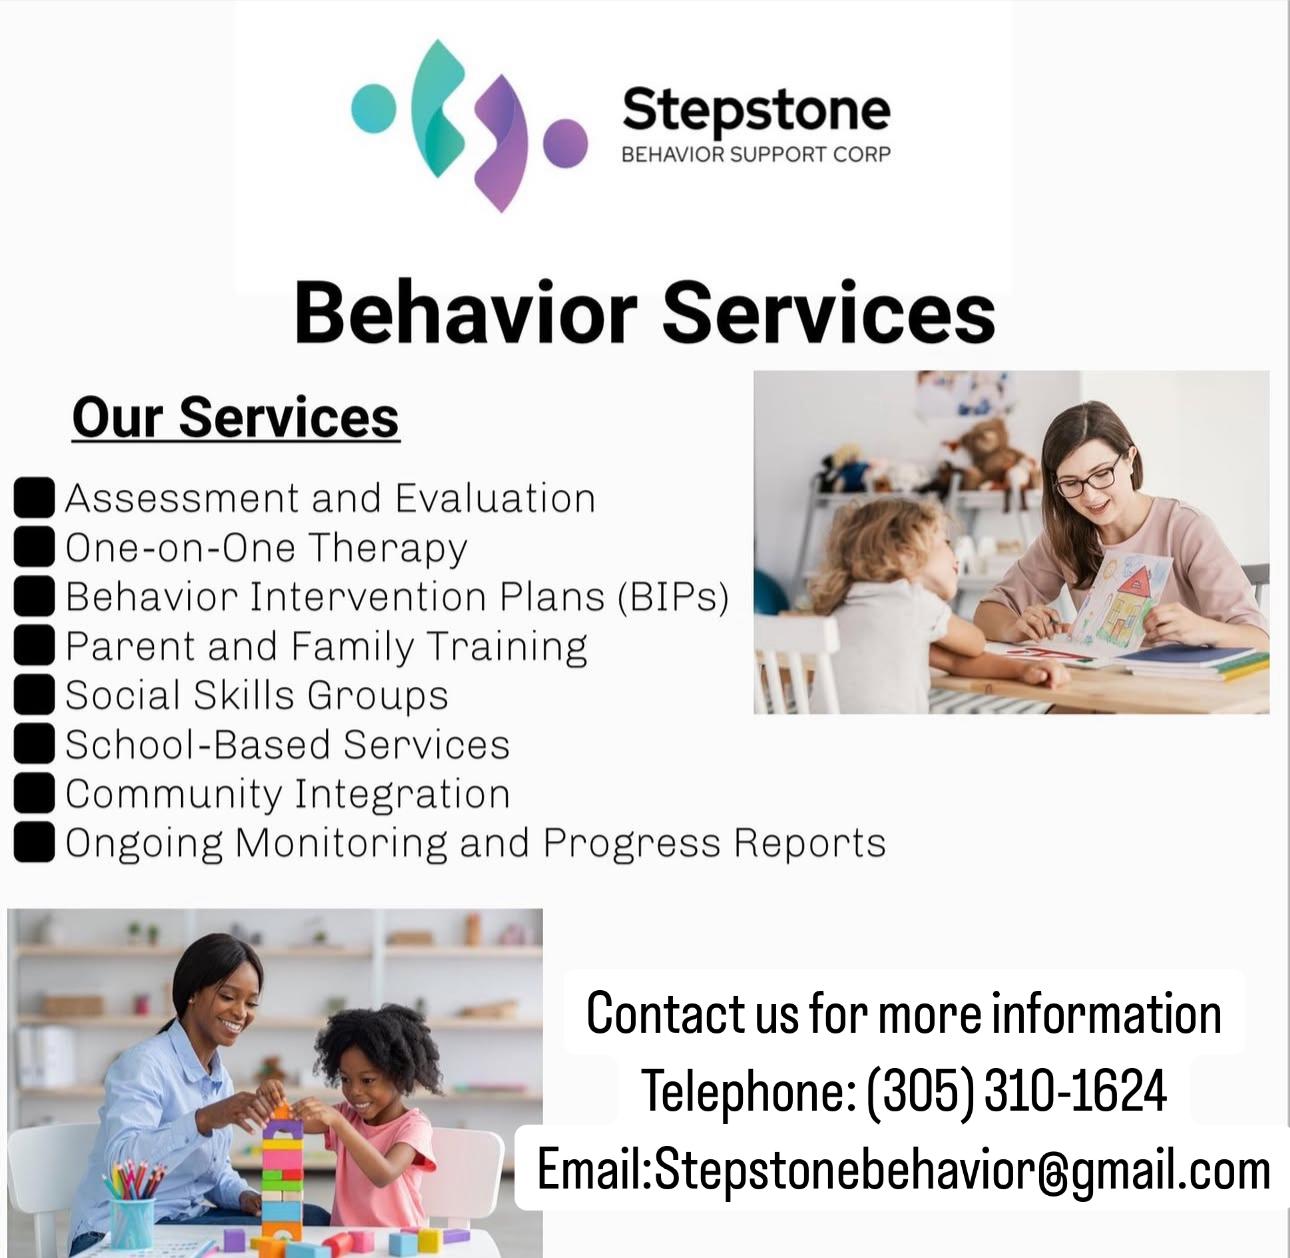 Stepstone
BEHAVIOR SUPPORT CORP
Behavior Services
Our Services
Assessment and Evaluation
One-on-One Therapy
Behavior Intervention Plans (BIPs)
Parent and Family Training
Social Skills Groups
School-Based Services
Community Integration
Ongoing Monitoring and Progress Reports
Contact us for more information
Telephone: (305) 310-1624
Email:Stepstonebehavior@gmail.com